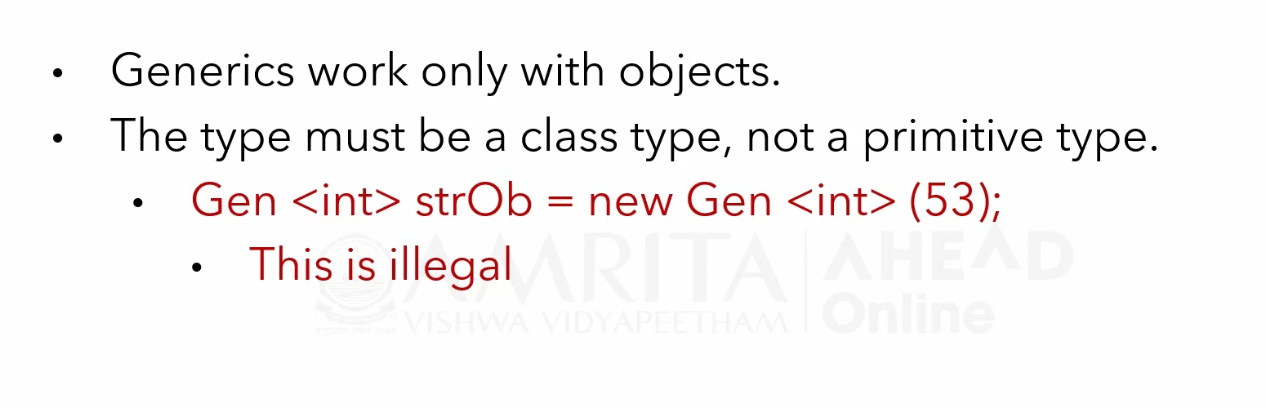 • Generics work only with objects.
• The type must be a class type, not a primitive type.
• Gen <int> strOb = new Gen <int> (53);
• This is illegal
AMRITA
VISHWA VIDYAPEETHAM
AHEAD
Online